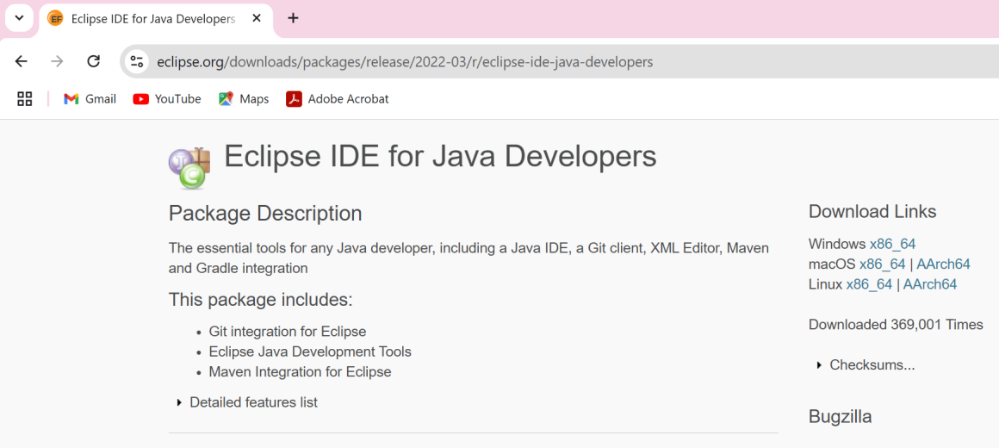 Eclipse IDE for Java Developers
eclipse.org/downloads/packages/release/2022-03/r/eclipse-ide-java-developers
Gmail YouTube Maps Adobe Acrobat
Eclipse IDE for Java Developers
Package Description
The essential tools for any Java developer, including a Java IDE, a Git client, XML Editor, Maven
and Gradle integration
This package includes:
• Git integration for Eclipse
• Eclipse Java Development Tools
• Maven Integration for Eclipse
Detailed features list
Download Links
Windows x86_64
macOS x86_64 | AArch64
Linux x86_64 | AArch64
Downloaded 369,001 Times
Checksums...
Bugzilla